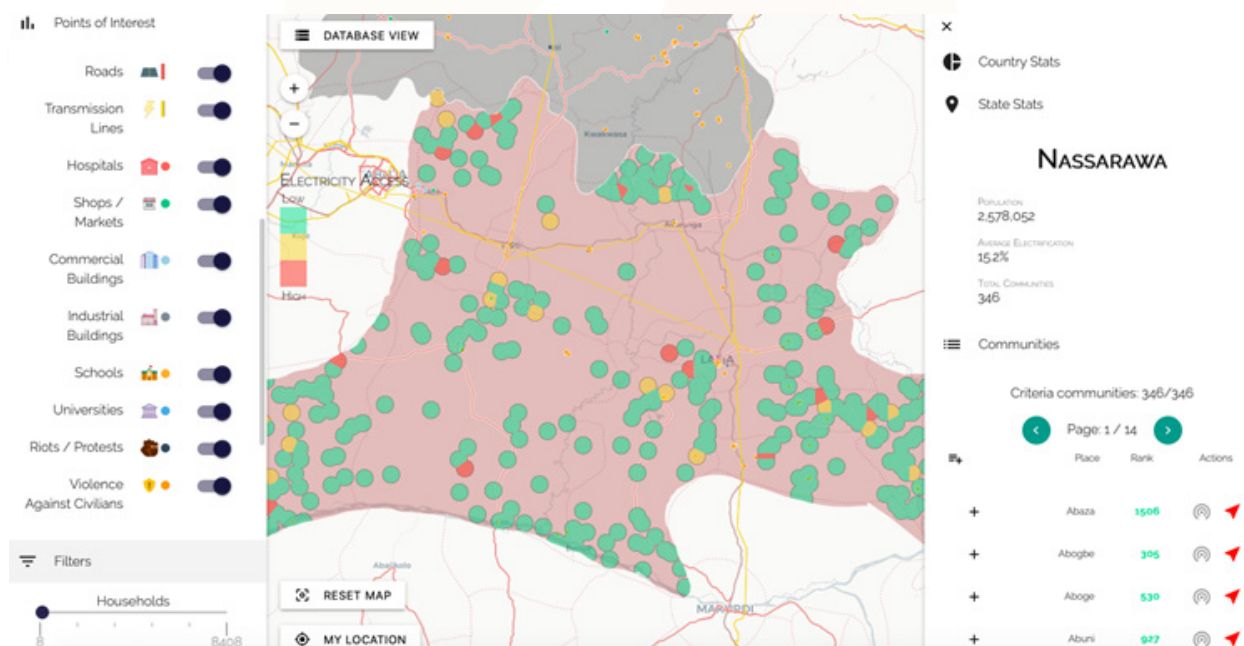 Points of Interest
Roads
Transmission
Lines
Hospitals
Shops /
Markets
Commercial
Buildings
Industrial
Buildings
Schools
Universities
Riots / Protests
Violence
Against Civilians
Filters
Households
8
8408
DATABASE VIEW
+
−
Kwakwasa
Electricity Access
Low
High
Akwanga
LAFIA
Abajikolo
MAKURDI
RESET MAP
MY LOCATION
×
Country Stats
State Stats
Nassarawa
Population
2,578,052
Average Electrification
15.2%
Total Communities
346
Communities
Criteria communities: 346/346
Page: 1 / 14
Place Rank Actions
+ Abaza 1506
+ Abogbe 305
+ Aboge 530
+ Abuni 927